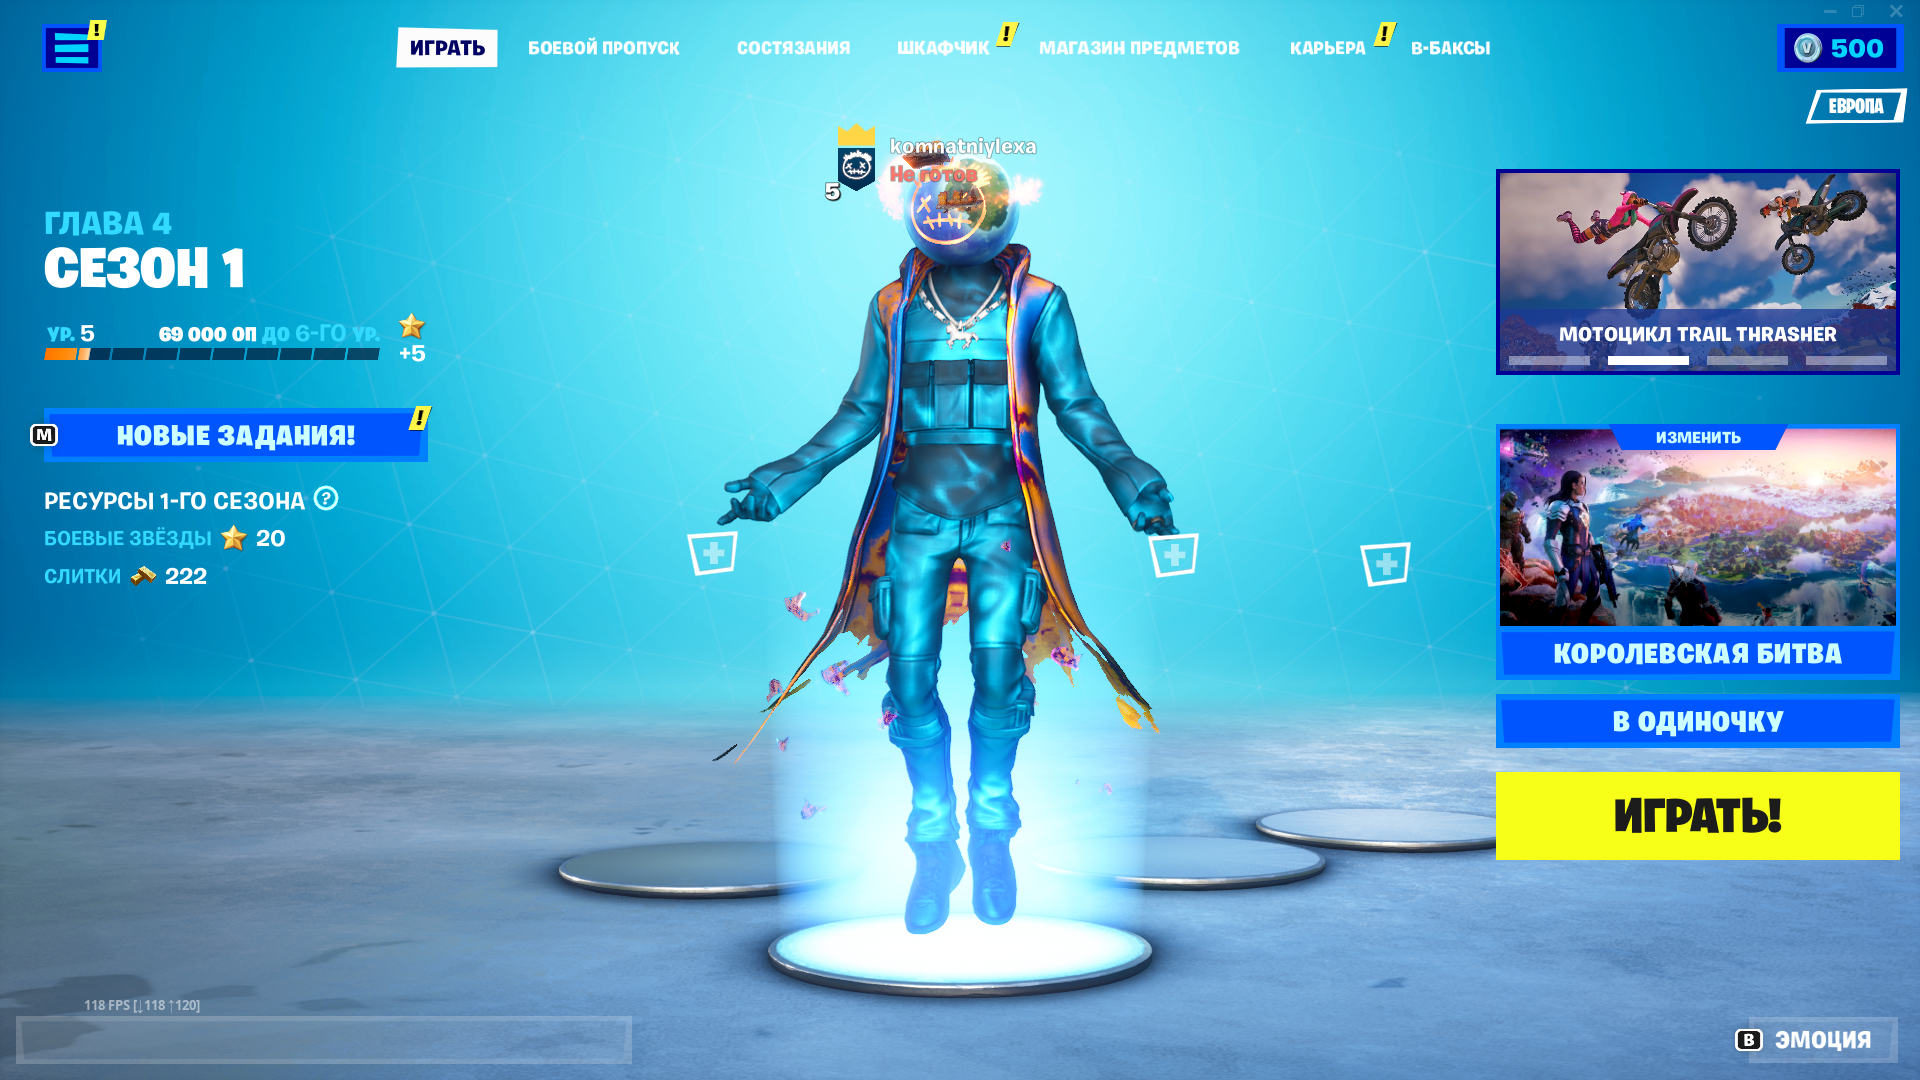 !
ИГРАТЬ
БОЕВОЙ ПРОПУСК
СОСТЯЗАНИЯ
ШКАФЧИК
!
МАГАЗИН ПРЕДМЕТОВ
КАРЬЕРА
!
В-БАКСЫ
V 500
ЕВРОПА
komnatniylexa
Не готов
5
ГЛАВА 4
СЕЗОН 1
УР. 5
69 000 ОП ДО 6-ГО УР.
+5
M
НОВЫЕ ЗАДАНИЯ!
!
РЕСУРСЫ 1-ГО СЕЗОНА ?
БОЕВЫЕ ЗВЁЗДЫ 20
СЛИТКИ 222
МОТОЦИКЛ TRAIL THRASHER
ИЗМЕНИТЬ
КОРОЛЕВСКАЯ БИТВА
В ОДИНОЧКУ
ИГРАТЬ!
118 FPS [↓118 ↑120]
B ЭМОЦИЯ